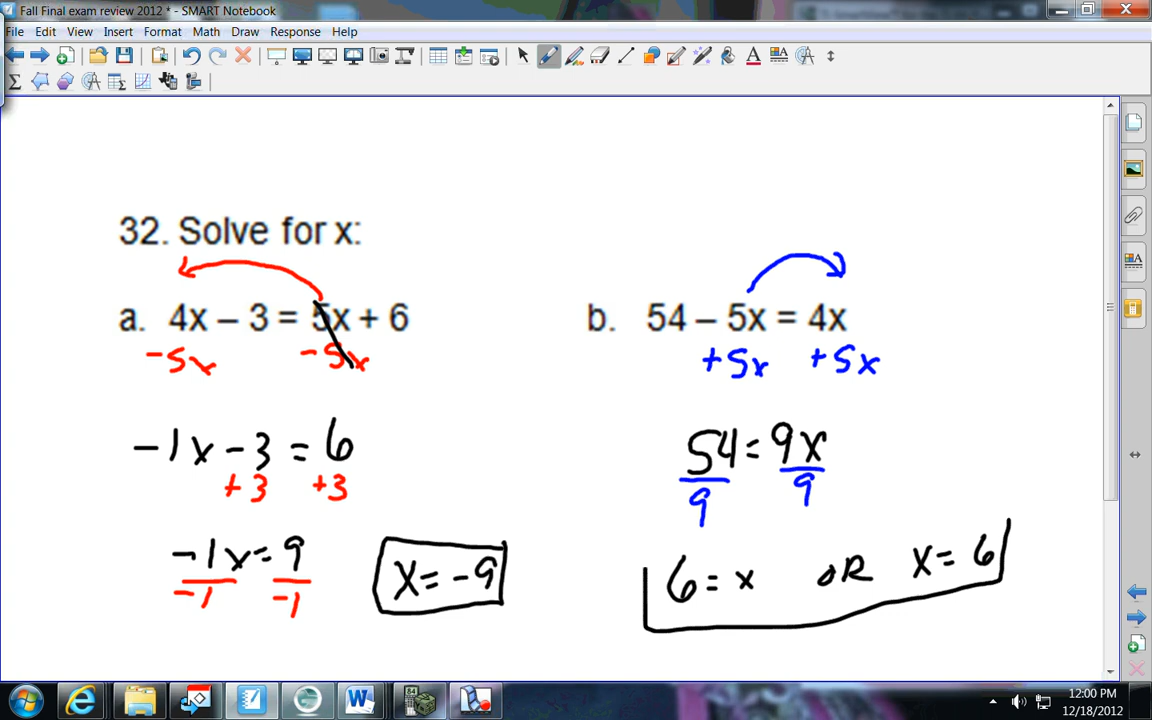 Fall Final exam review 2012 * - SMART Notebook
File Edit View Insert Format Math Draw Response Help
32. Solve for x:
a. 4x – 3 = 5x + 6
-5x -5x
-1x - 3 = 6
+3 +3
-1x = 9
-1 -1
x = -9
b. 54 – 5x = 4x
+5x +5x
54 = 9x
9 9
6 = x OR x = 6
12:00 PM
12/18/2012